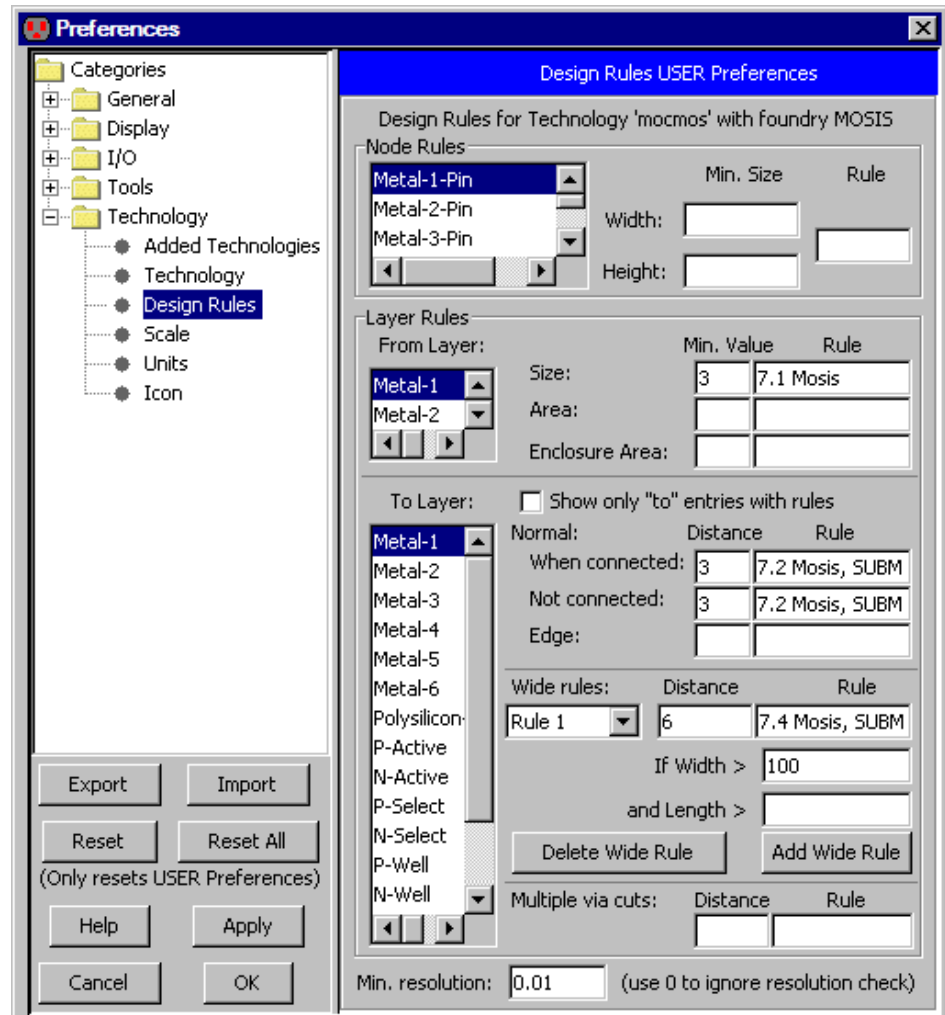 Preferences
Categories
General
Display
I/O
Tools
Technology
Added Technologies
Technology
Design Rules
Scale
Units
Icon
Export Import
Reset Reset All
(Only resets USER Preferences)
Help Apply
Cancel OK
Design Rules USER Preferences
Design Rules for Technology 'mocmos' with foundry MOSIS
Node Rules
Metal-1-Pin
Metal-2-Pin
Metal-3-Pin
Min. Size Rule
Width:
Height:
Layer Rules
From Layer:
Metal-1
Metal-2
Min. Value Rule
Size: 3 7.1 Mosis
Area:
Enclosure Area:
To Layer:
Metal-1
Metal-2
Metal-3
Metal-4
Metal-5
Metal-6
Polysilicon-
P-Active
N-Active
P-Select
N-Select
P-Well
N-Well
Show only "to" entries with rules
Normal: Distance Rule
When connected: 3 7.2 Mosis, SUBM
Not connected: 3 7.2 Mosis, SUBM
Edge:
Wide rules: Distance Rule
Rule 1 6 7.4 Mosis, SUBM
If Width > 100
and Length >
Delete Wide Rule Add Wide Rule
Multiple via cuts: Distance Rule
Min. resolution: 0.01 (use 0 to ignore resolution check)